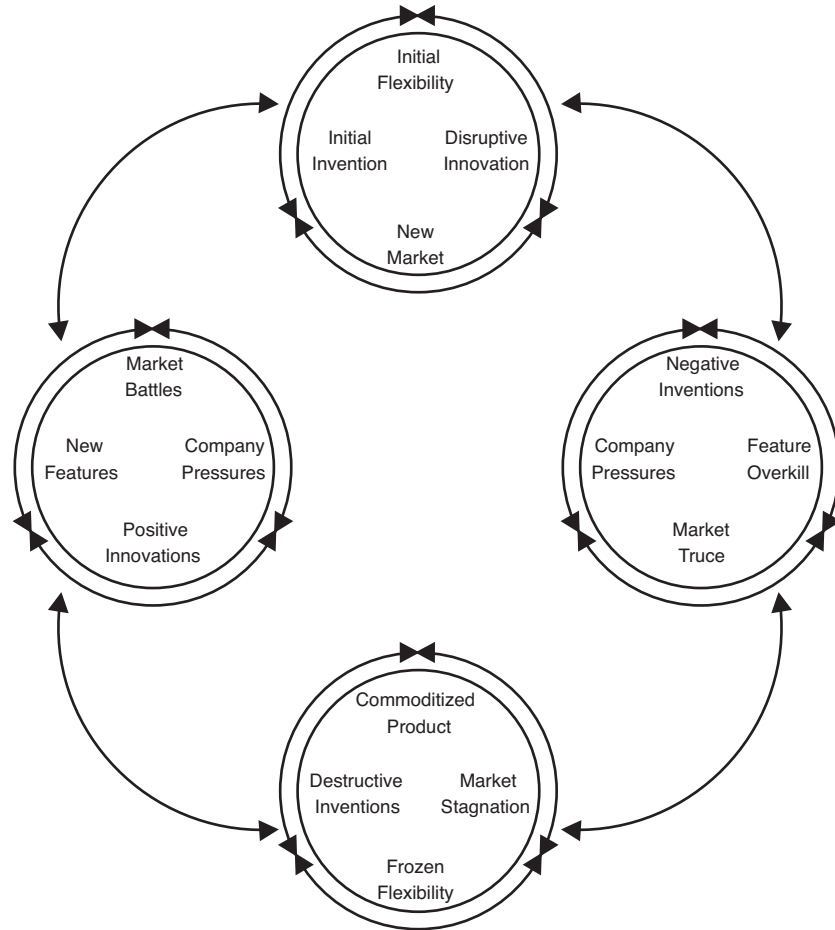 Initial
Flexibility
Initial
Invention
Disruptive
Innovation
New
Market
Market
Battles
New
Features
Company
Pressures
Positive
Innovations
Negative
Inventions
Company
Pressures
Feature
Overkill
Market
Truce
Commoditized
Product
Destructive
Inventions
Market
Stagnation
Frozen
Flexibility